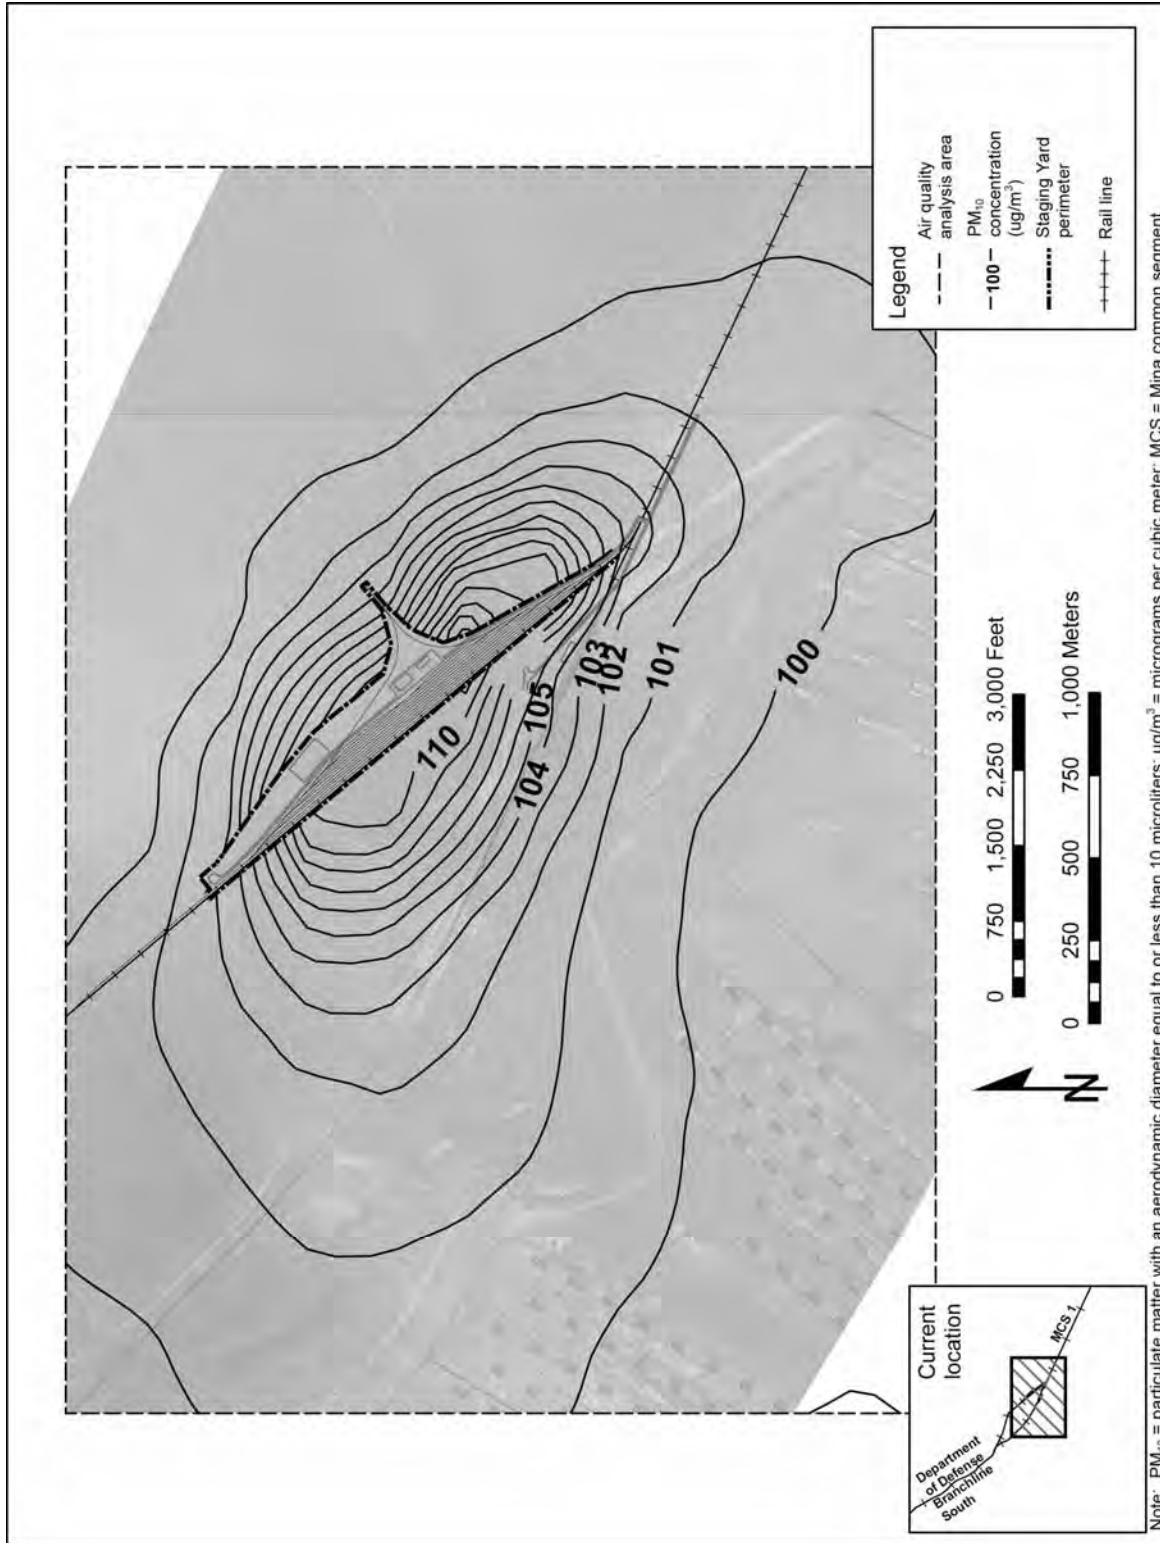 Legend
Air quality
analysis area
100
PM₁₀
concentration
(ug/m³)
Staging Yard
perimeter
Rail line
110
105
104
103
102
101
100
0 750 1,500 2,250 3,000 Feet
0 250 500 750 1,000 Meters
N
Current
location
Department
of Defense
Branchline
South
MCS 1
Note: PM₁₀ = particulate matter with an aerodynamic diameter equal to or less than 10 microliters; ug/m³ = micrograms per cubic meter; MCS = Mina common segment